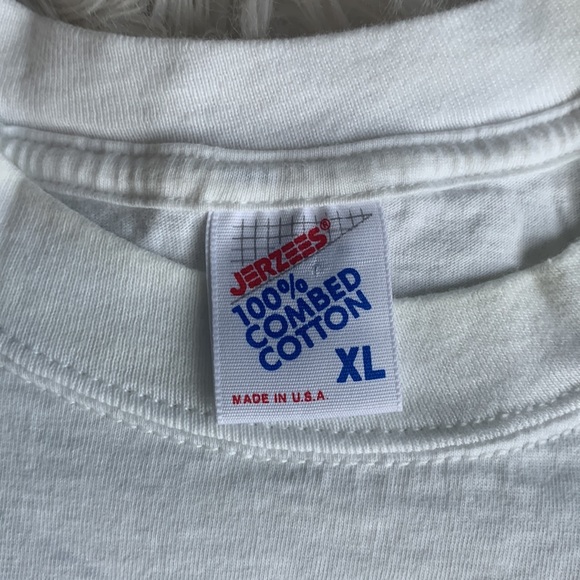 JERZEES®
100%
COMBED
COTTON
XL
MADE IN U.S.A.